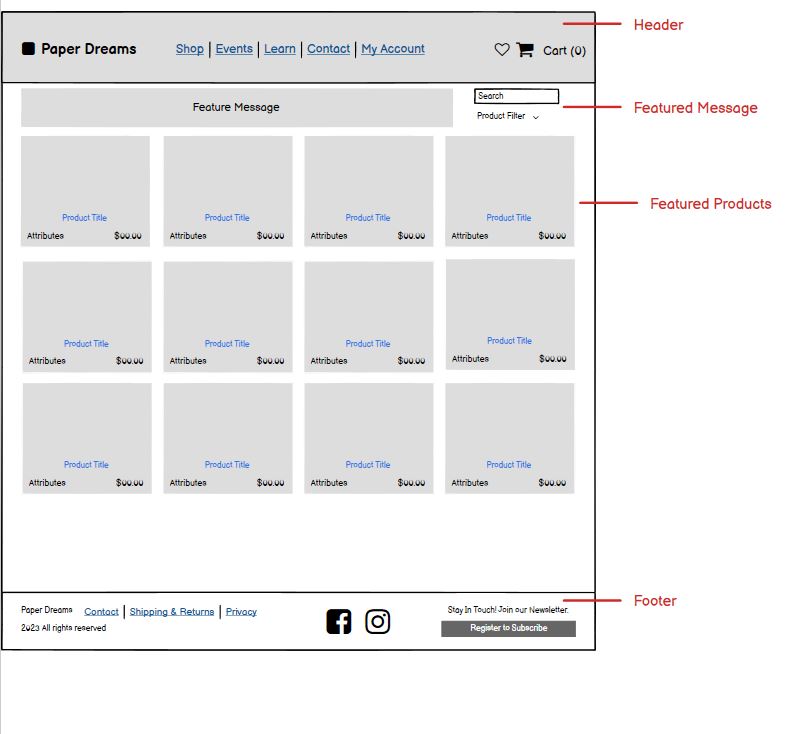 Header
Paper Dreams Shop Events Learn Contact My Account Cart (0)
Search
Feature Message Featured Message
Product Filter
Featured Products
Product Title Product Title Product Title Product Title
Attributes $00.00 Attributes $00.00 Attributes $00.00 Attributes $00.00
Product Title Product Title Product Title Product Title
Attributes $00.00 Attributes $00.00 Attributes $00.00 Attributes $00.00
Product Title Product Title Product Title Product Title
Attributes $00.00 Attributes $00.00 Attributes $00.00 Attributes $00.00
Footer
Paper Dreams Contact Shipping & Returns Privacy Stay In Touch! Join our Newsletter.
2023 All rights reserved Register to Subscribe